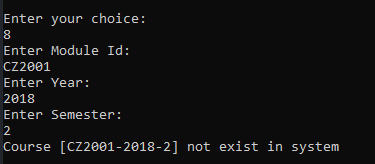 Enter your choice:
8
Enter Module Id:
CZ2001
Enter Year:
2018
Enter Semester:
2
Course [CZ2001-2018-2] not exist in system